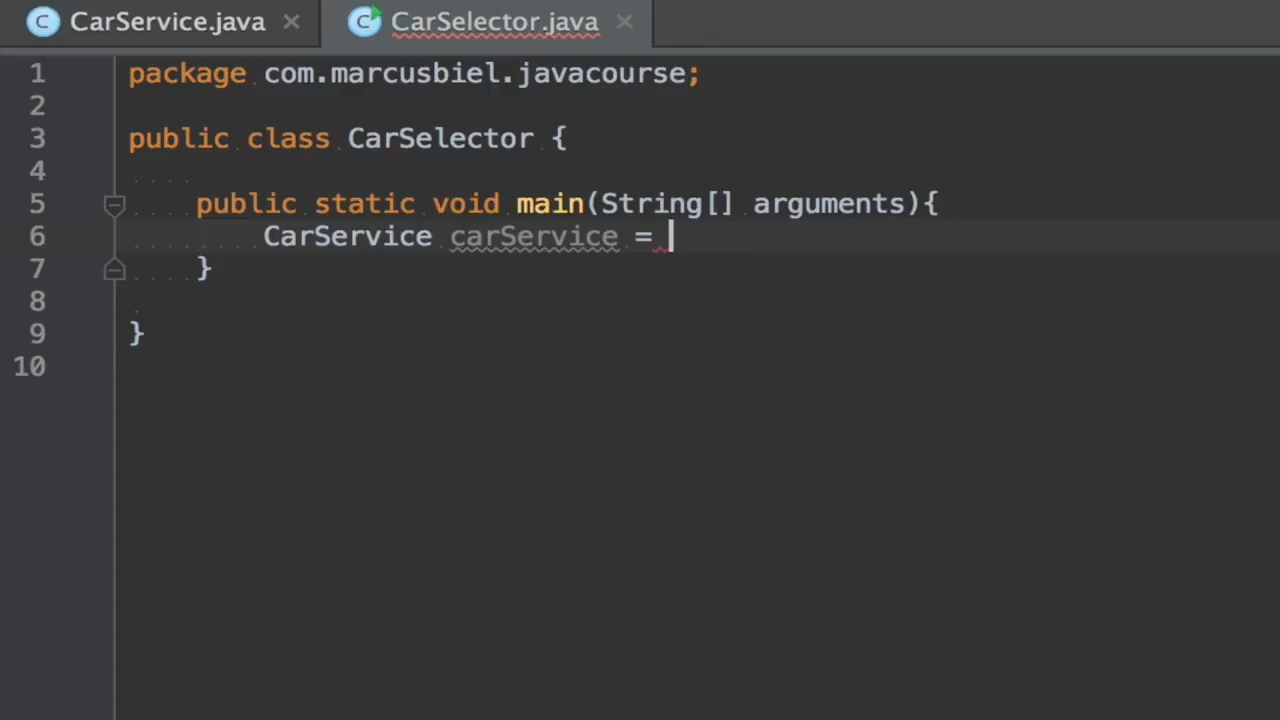 CarService.java CarSelector.java
1 package com.marcusbiel.javacourse;
2
3 public class CarSelector {
4
5 public static void main(String[] arguments){
6 CarService carService =
7 }
8
9 }
10